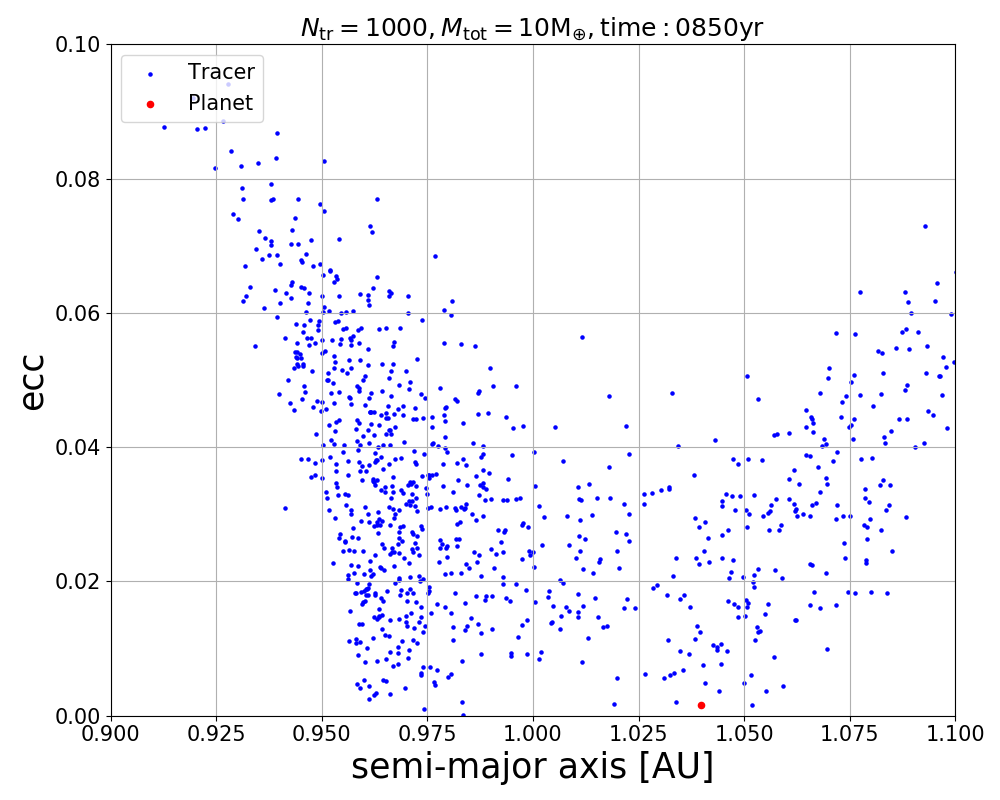 N_tr = 1000, M_tot = 10M_⊕, time : 0850yr
Tracer
Planet
ecc
0.10
0.08
0.06
0.04
0.02
0.00
0.900 0.925 0.950 0.975 1.000 1.025 1.050 1.075 1.100
semi-major axis [AU]